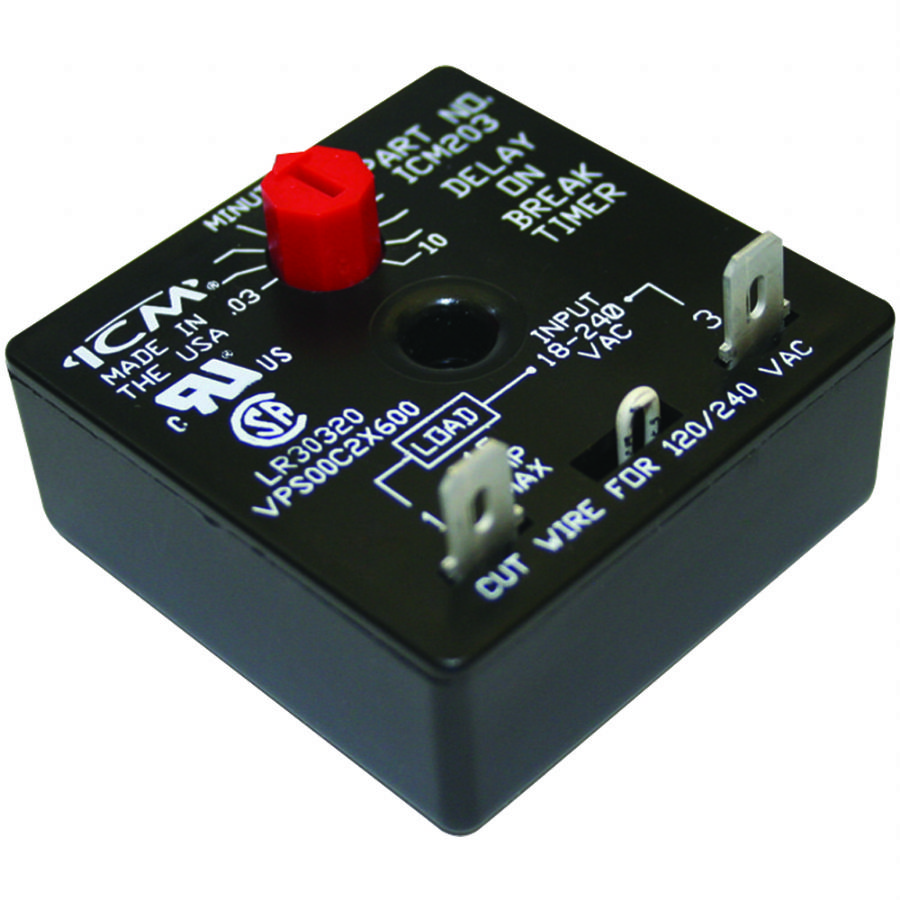 PART NO.
ICM203
DELAY
ON
BREAK
TIMER
10
.03
ICM®
MADE IN
THE USA
C
US
LR30320
VPS00C2X600
INPUT
18-240
VAC
LOAD
MAX
1
3
CUT WIRE FOR 120/240 VAC